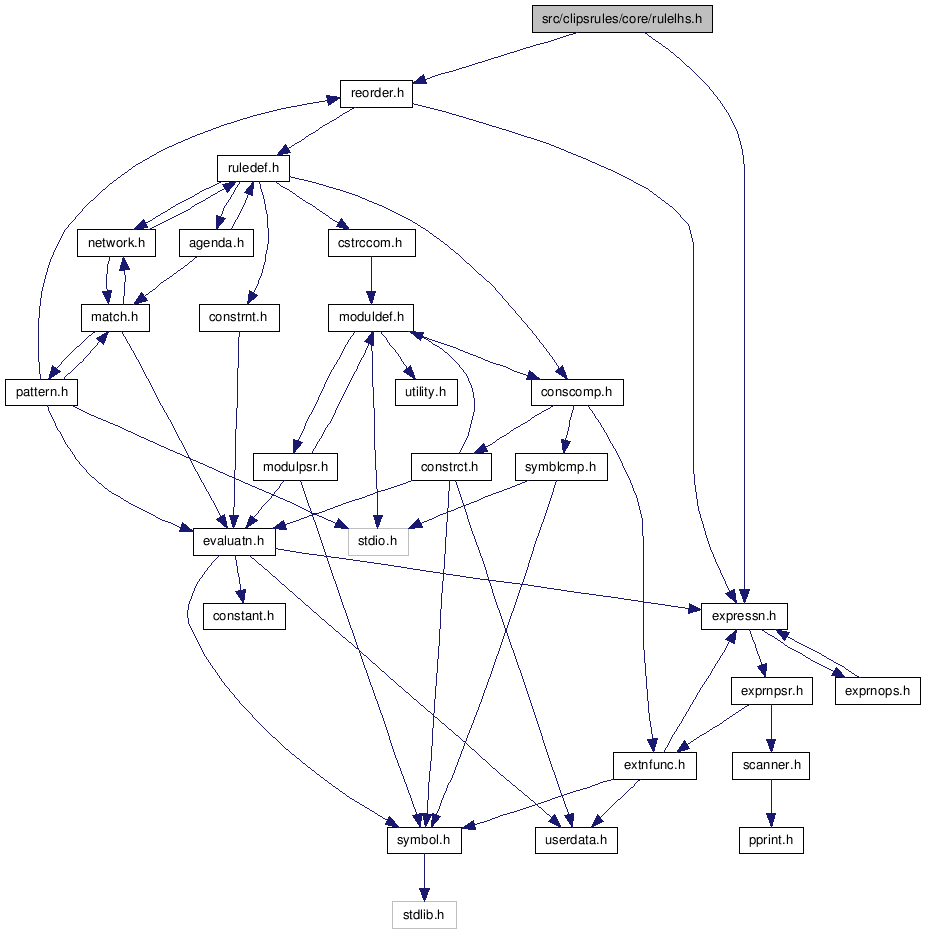 src/clipsrules/core/rulelhs.h
reorder.h
ruledef.h
network.h
agenda.h
cstrccom.h
match.h
constrnt.h
moduldef.h
pattern.h
utility.h
conscomp.h
modulpsr.h
constrct.h
symblcmp.h
evaluatn.h
stdio.h
constant.h
expressn.h
exprnpsr.h
exprnops.h
extnfunc.h
scanner.h
symbol.h
userdata.h
pprint.h
stdlib.h